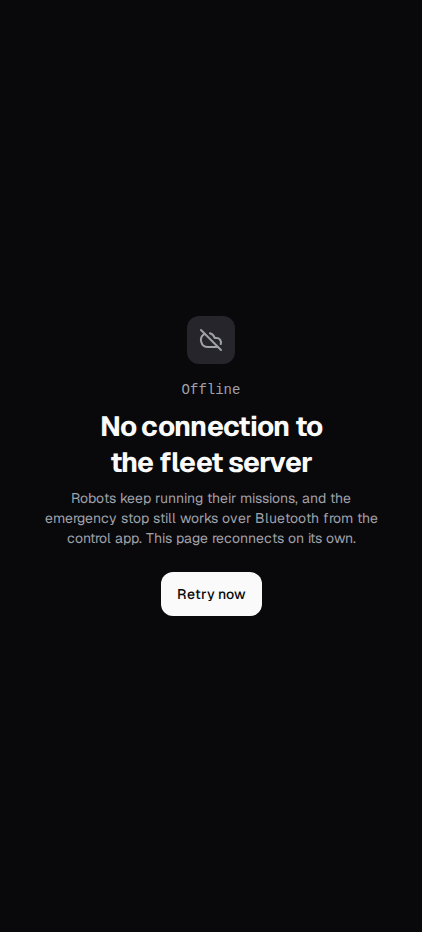 Offline
No connection to
the fleet server
Robots keep running their missions, and the
emergency stop still works over Bluetooth from the
control app. This page reconnects on its own.
Retry now